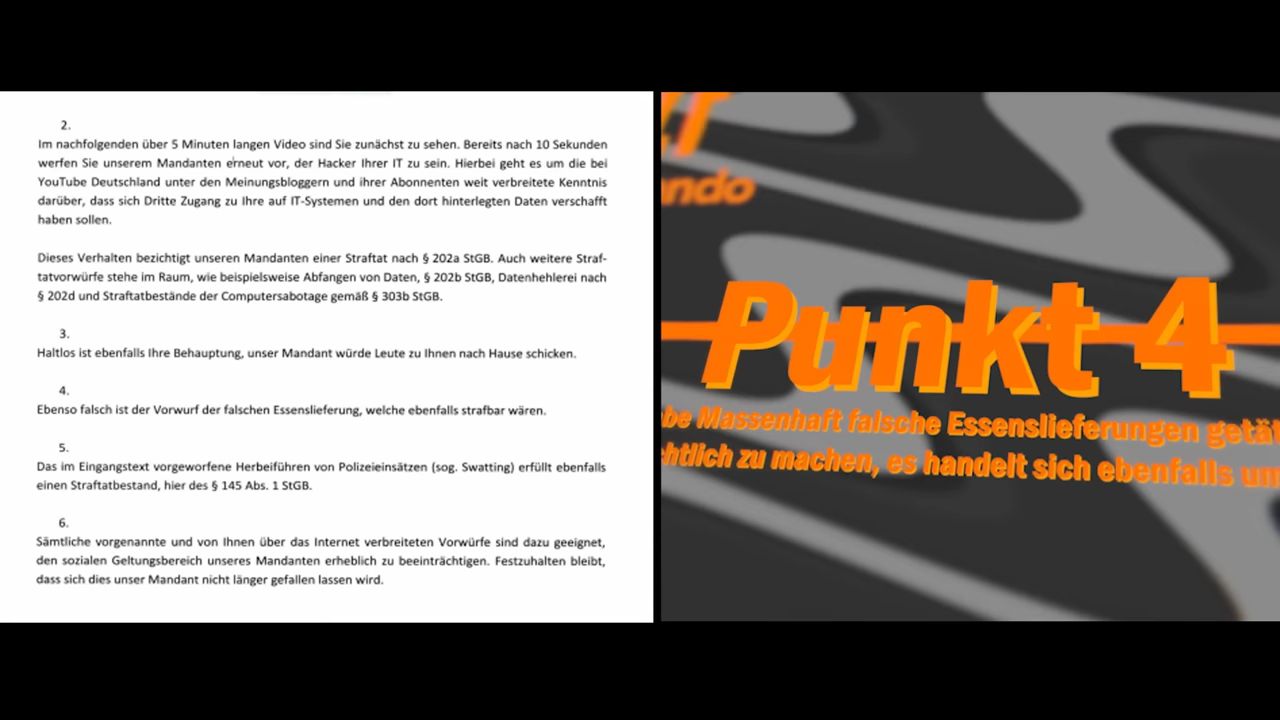 2.
Im nachfolgenden über 5 Minuten langen Video sind Sie zunächst zu sehen. Bereits nach 10 Sekunden
werfen Sie unserem Mandanten erneut vor, der Hacker Ihrer IT zu sein. Hierbei geht es um die bei
YouTube Deutschland unter den Meinungsbloggern und ihrer Abonnenten weit verbreitete Kenntnis
darüber, dass sich Dritte Zugang zu Ihre auf IT-Systemen und den dort hinterlegten Daten verschafft
haben sollen.
Dieses Verhalten bezichtigt unseren Mandanten einer Straftat nach § 202a StGB. Auch weitere Straf-
tatvorwürfe stehe im Raum, wie beispielsweise Abfangen von Daten, § 202b StGB, Datenhehlerei nach
§ 202d und Straftatbestände der Computersabotage gemäß § 303b StGB.
3.
Haltlos ist ebenfalls Ihre Behauptung, unser Mandant würde Leute zu Ihnen nach Hause schicken.
4.
Ebenso falsch ist der Vorwurf der falschen Essenslieferung, welche ebenfalls strafbar wären.
5.
Das im Eingangstext vorgeworfene Herbeiführen von Polizeieinsätzen (sog. Swatting) erfüllt ebenfalls
einen Straftatbestand, hier des § 145 Abs. 1 StGB.
6.
Sämtliche vorgenannte und von Ihnen über das Internet verbreiteten Vorwürfe sind dazu geeignet,
den sozialen Geltungsbereich unseres Mandanten erheblich zu beeinträchtigen. Festzuhalten bleibt,
dass sich dies unser Mandant nicht länger gefallen lassen wird.
ando
Punkt 4
be Massenhaft falsche Essenslieferungen getät
htlich zu machen, es handelt sich ebenfalls um